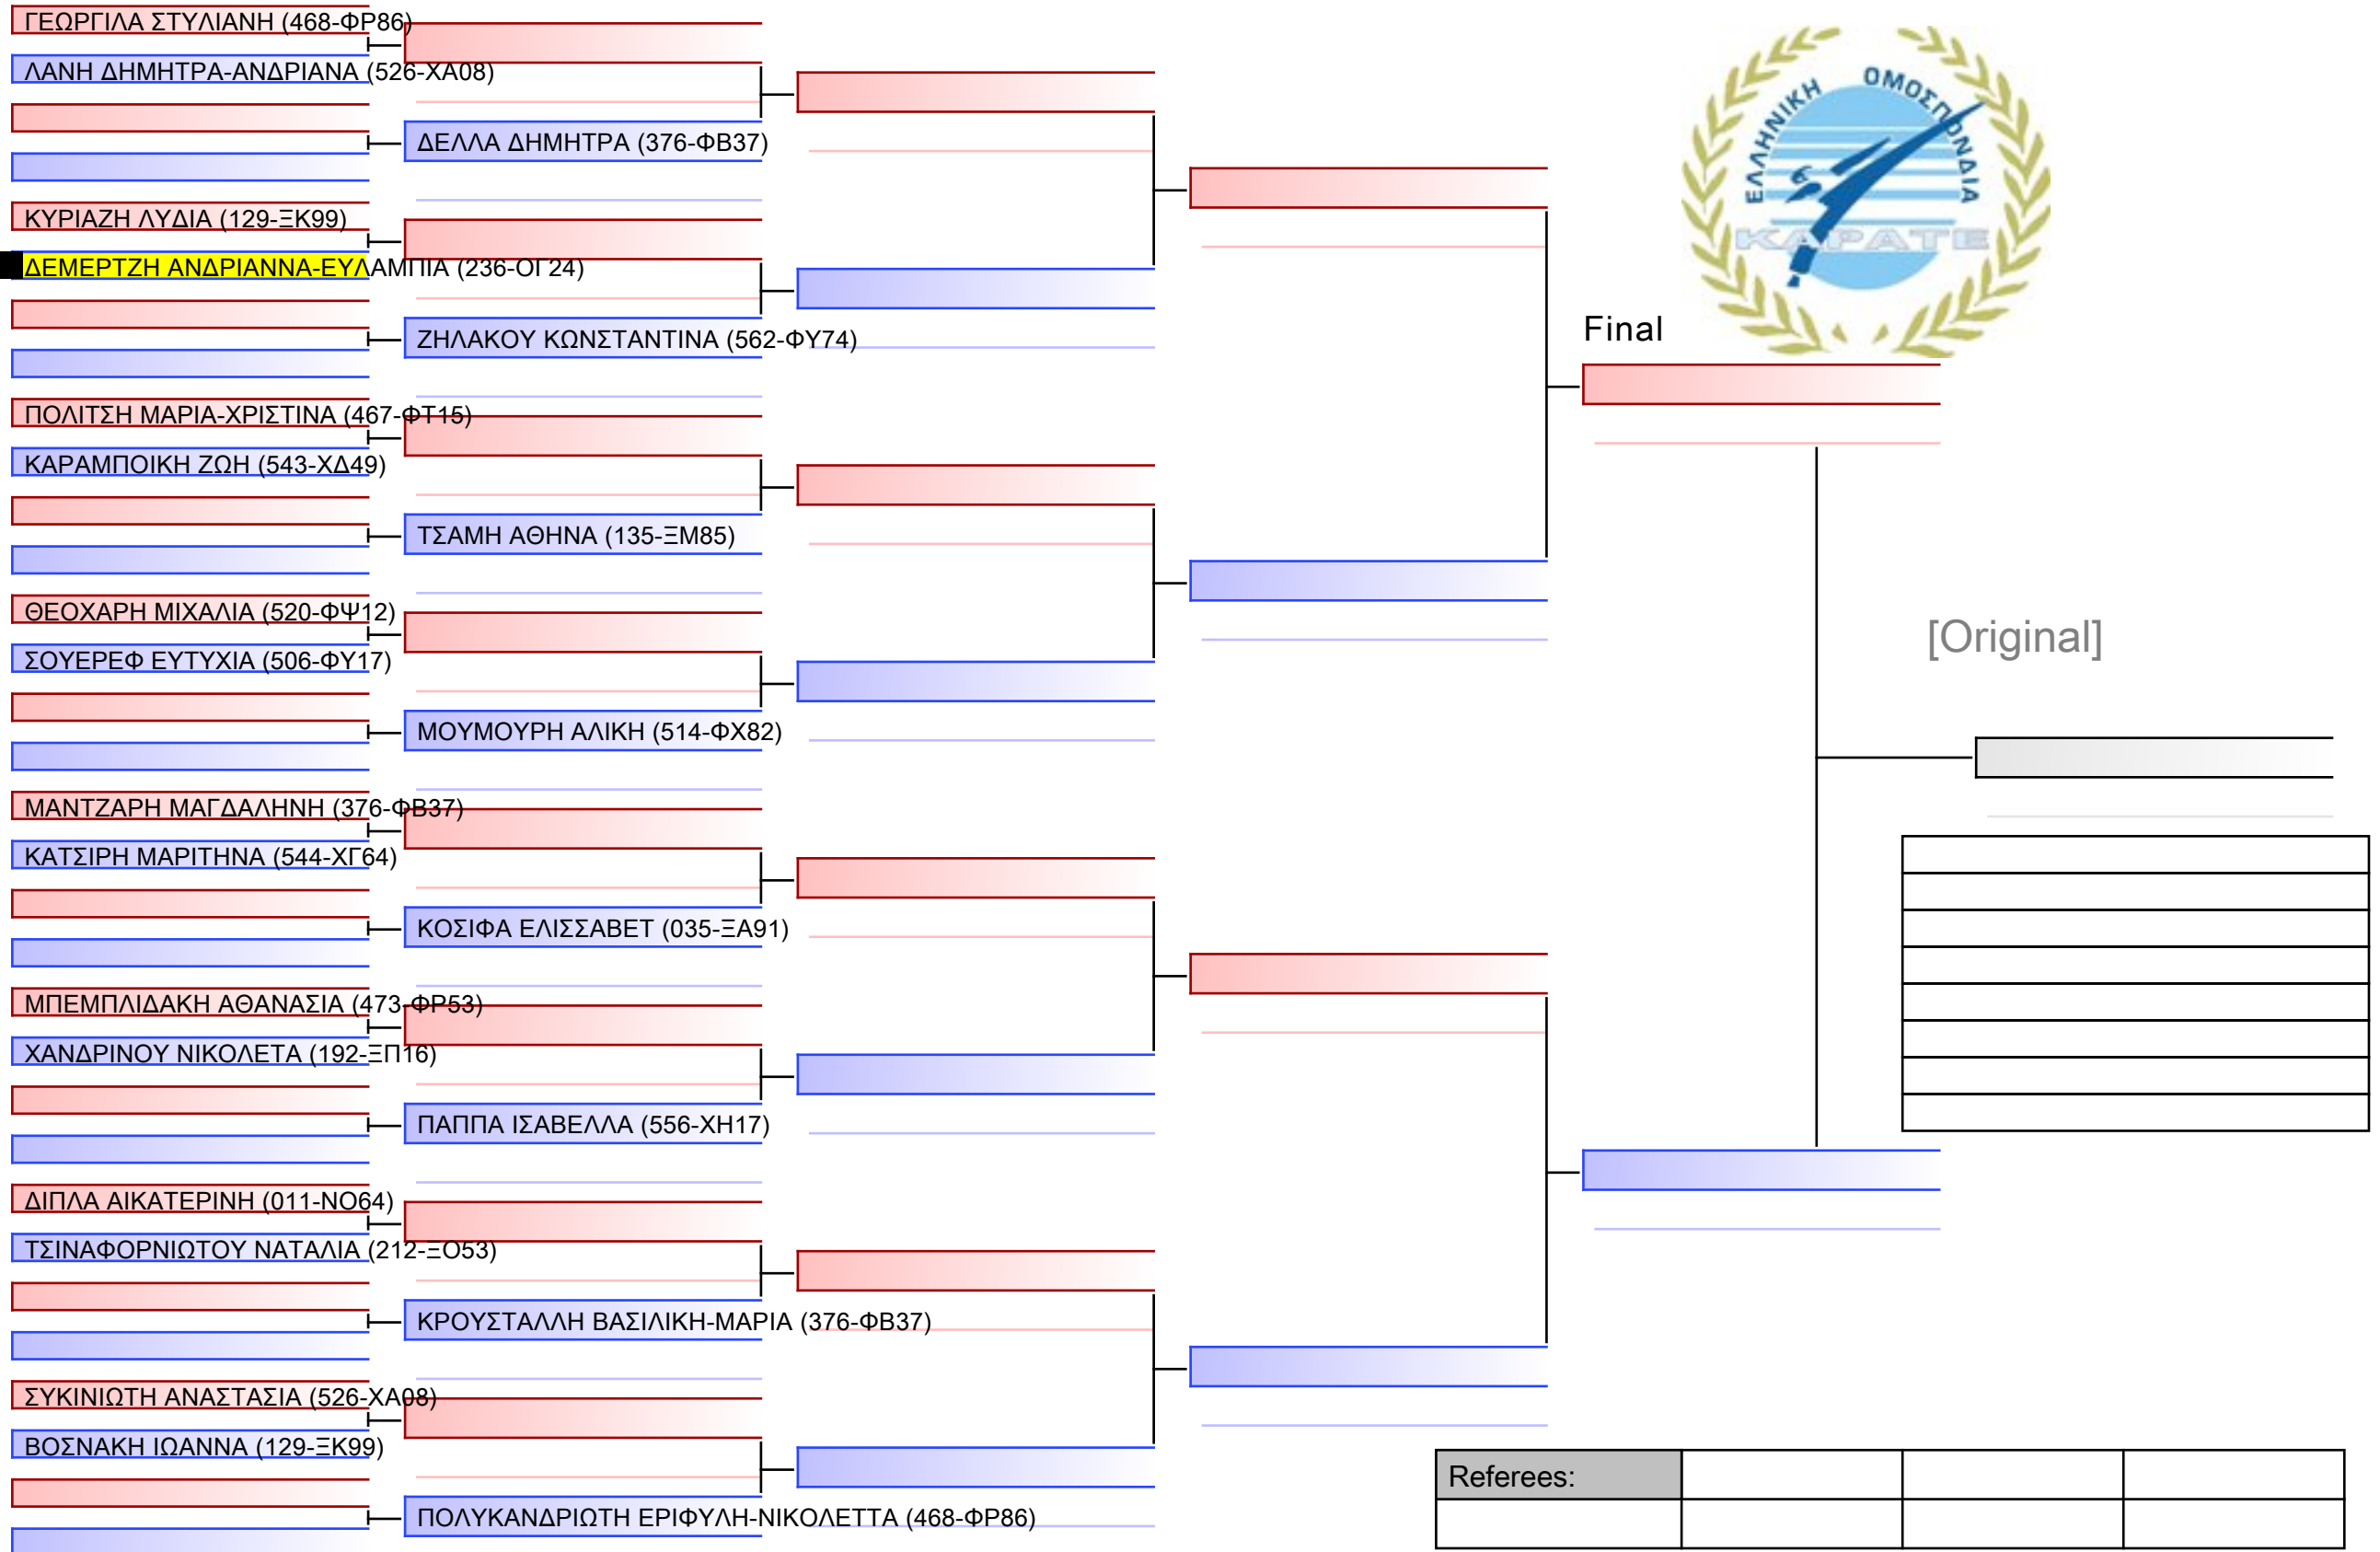 ΓΕΩΡΓΙΛΑ ΣΤΥΛΙΑΝΗ (468-ΦΡ86)
ΛΑΝΗ ΔΗΜΗΤΡΑ-ΑΝΔΡΙΑΝΑ (526-ΧΑ08)
ΔΕΛΛΑ ΔΗΜΗΤΡΑ (376-ΦΒ37)
ΚΥΡΙΑΖΗ ΛΥΔΙΑ (129-ΞΚ99)
ΔΕΜΕΡΤΖΗ ΑΝΔΡΙΑΝΝΑ-ΕΥΛΑΜΠΙΑ (236-ΟΓ24)
ΖΗΛΑΚΟΥ ΚΩΝΣΤΑΝΤΙΝΑ (562-ΦΥ74)
ΠΟΛΙΤΣΗ ΜΑΡΙΑ-ΧΡΙΣΤΙΝΑ (467-ΦΤ15)
ΚΑΡΑΜΠΟΙΚΗ ΖΩΗ (543-ΧΔ49)
ΤΣΑΜΗ ΑΘΗΝΑ (135-ΞΜ85)
ΘΕΟΧΑΡΗ ΜΙΧΑΛΙΑ (520-ΦΨ12)
ΣΟΥΕΡΕΦ ΕΥΤΥΧΙΑ (506-ΦΥ17)
ΜΟΥΜΟΥΡΗ ΑΛΙΚΗ (514-ΦΧ82)
ΜΑΝΤΖΑΡΗ ΜΑΓΔΑΛΗΝΗ (376-ΦΒ37)
ΚΑΤΣΙΡΗ ΜΑΡΙΤΗΝΑ (544-ΧΓ64)
ΚΟΣΙΦΑ ΕΛΙΣΣΑΒΕΤ (035-ΞΑ91)
ΜΠΕΜΠΛΙΔΑΚΗ ΑΘΑΝΑΣΙΑ (473-ΦΡ53)
ΧΑΝΔΡΙΝΟΥ ΝΙΚΟΛΕΤΑ (192-ΞΠ16)
ΠΑΠΠΑ ΙΣΑΒΕΛΛΑ (556-ΧΗ17)
ΔΙΠΛΑ ΑΙΚΑΤΕΡΙΝΗ (011-ΝΟ64)
ΤΣΙΝΑΦΟΡΝΙΩΤΟΥ ΝΑΤΑΛΙΑ (212-ΞΟ53)
ΚΡΟΥΣΤΑΛΛΗ ΒΑΣΙΛΙΚΗ-ΜΑΡΙΑ (376-ΦΒ37)
ΣΥΚΙΝΙΩΤΗ ΑΝΑΣΤΑΣΙΑ (526-ΧΑ08)
ΒΟΣΝΑΚΗ ΙΩΑΝΝΑ (129-ΞΚ99)
ΠΟΛΥΚΑΝΔΡΙΩΤΗ ΕΡΙΦΥΛΗ-ΝΙΚΟΛΕΤΤΑ (468-ΦΡ86)
ΕΛΛΗΝΙΚΗ ΟΜΟΣΠΟΝΔΙΑ
ΚΑΡΑΤΕ
Final
[Original]
Referees: